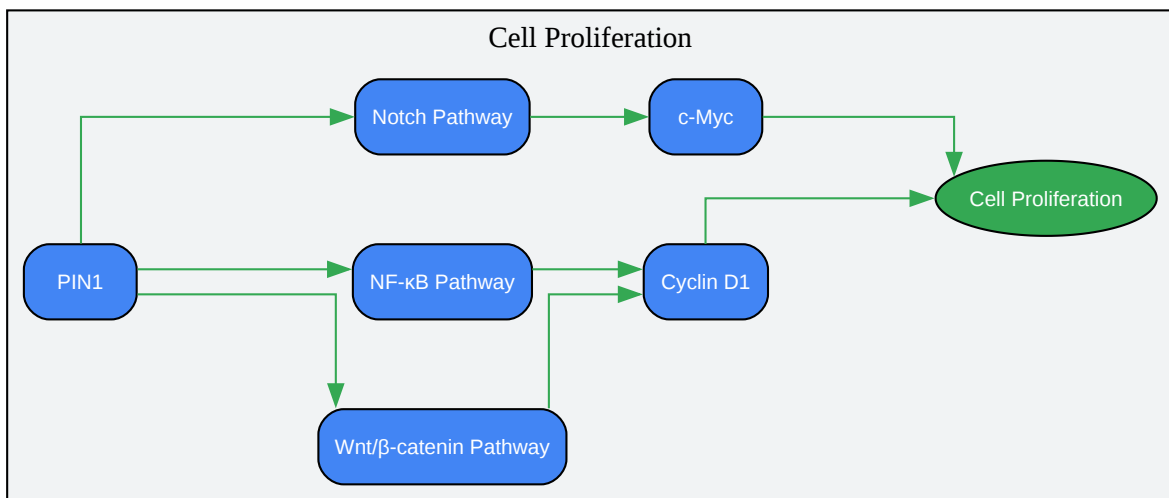 Cell Proliferation
Notch Pathway
c-Myc
Cell Proliferation
PIN1
NF-κB Pathway
Cyclin D1
Wnt/β-catenin Pathway